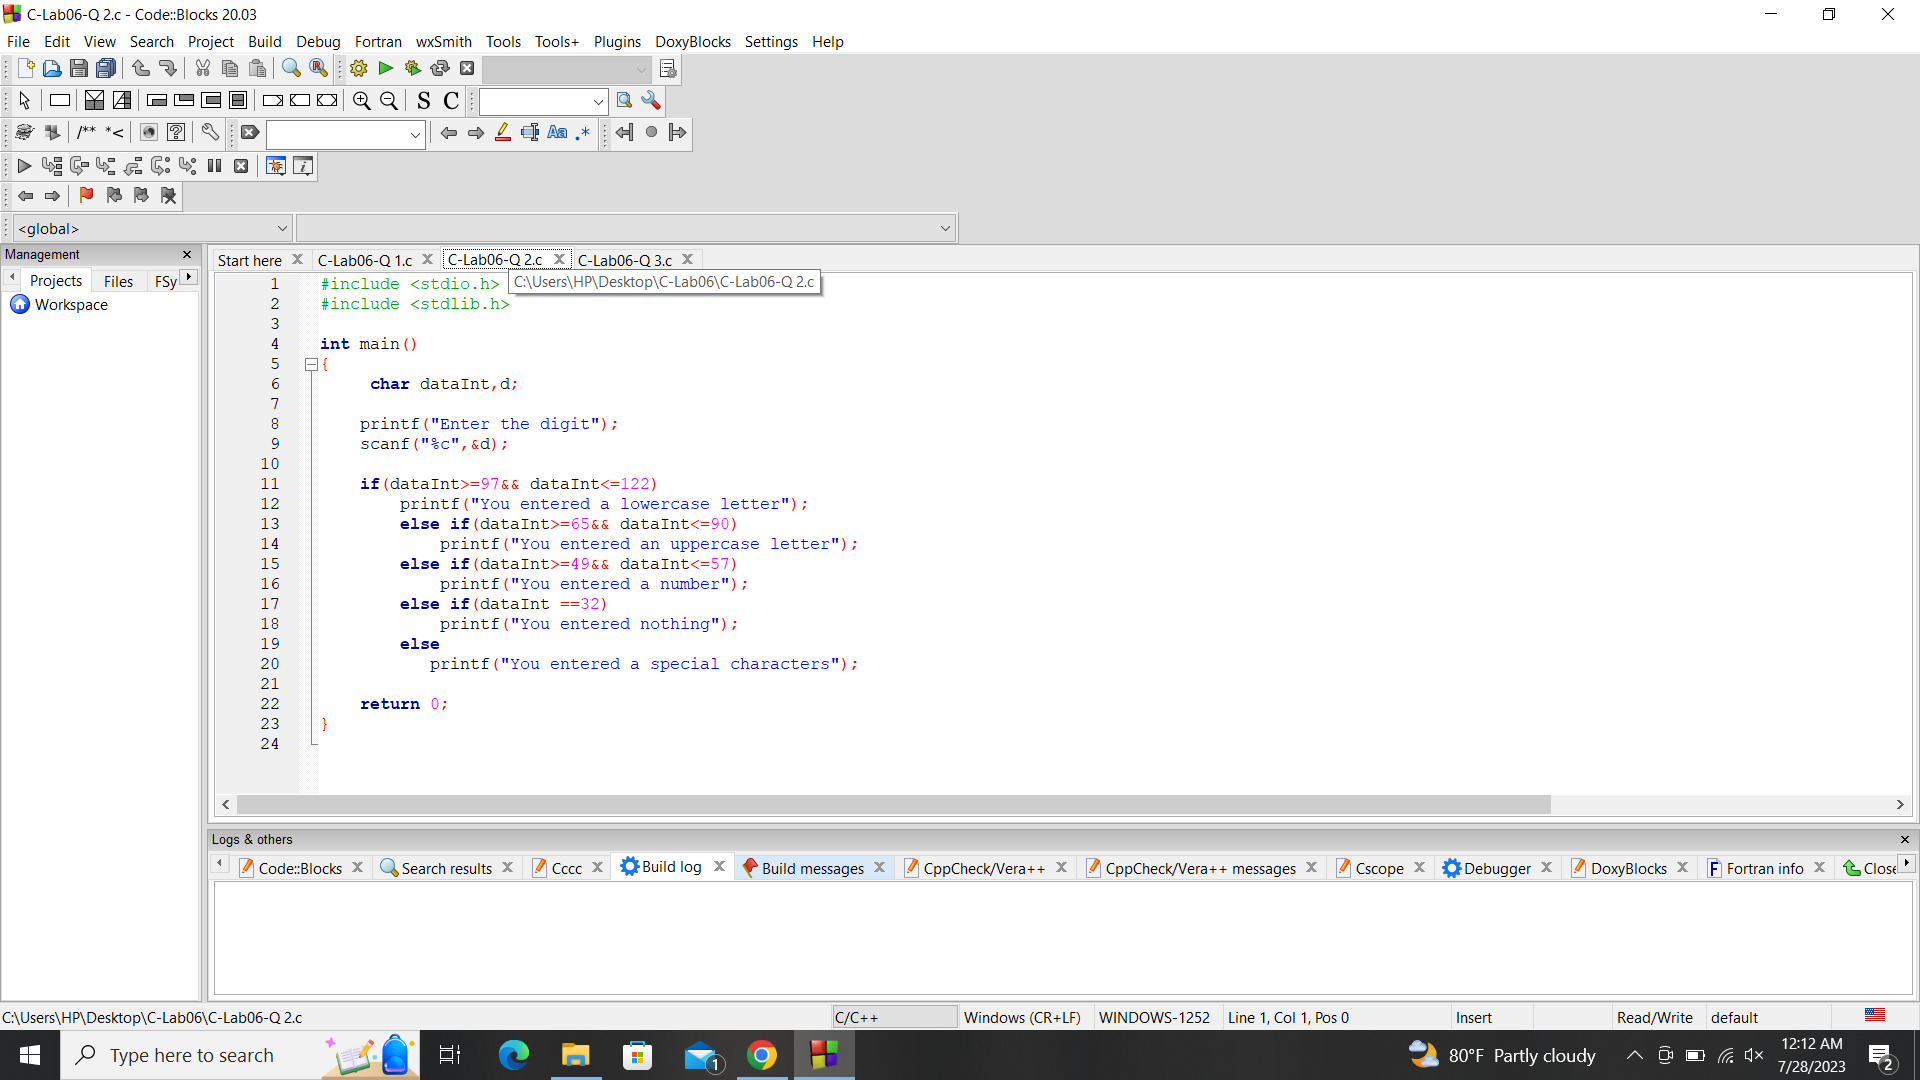 C-Lab06-Q 2.c - Code::Blocks 20.03
File Edit View Search Project Build Debug Fortran wxSmith Tools Tools+ Plugins DoxyBlocks Settings Help
S C
/** *< Aa .*
<global>
Management
Projects Files FSy
Workspace
Start here C-Lab06-Q 1.c C-Lab06-Q 2.c C-Lab06-Q 3.c
C:\Users\HP\Desktop\C-Lab06\C-Lab06-Q 2.c
1 #include <stdio.h>
2 #include <stdlib.h>
3
4 int main()
5 {
6 char dataInt,d;
7
8 printf("Enter the digit");
9 scanf("%c",&d);
10
11 if(dataInt>=97&& dataInt<=122)
12 printf("You entered a lowercase letter");
13 else if(dataInt>=65&& dataInt<=90)
14 printf("You entered an uppercase letter");
15 else if(dataInt>=49&& dataInt<=57)
16 printf("You entered a number");
17 else if(dataInt ==32)
18 printf("You entered nothing");
19 else
20 printf("You entered a special characters");
21
22 return 0;
23 }
24
Logs & others
Code::Blocks Search results Cccc Build log Build messages CppCheck/Vera++ CppCheck/Vera++ messages Cscope Debugger DoxyBlocks Fortran info Close
C:\Users\HP\Desktop\C-Lab06\C-Lab06-Q 2.c C/C++ Windows (CR+LF) WINDOWS-1252 Line 1, Col 1, Pos 0 Insert Read/Write default
Type here to search 1 80°F Partly cloudy 12:12 AM
7/28/2023 2